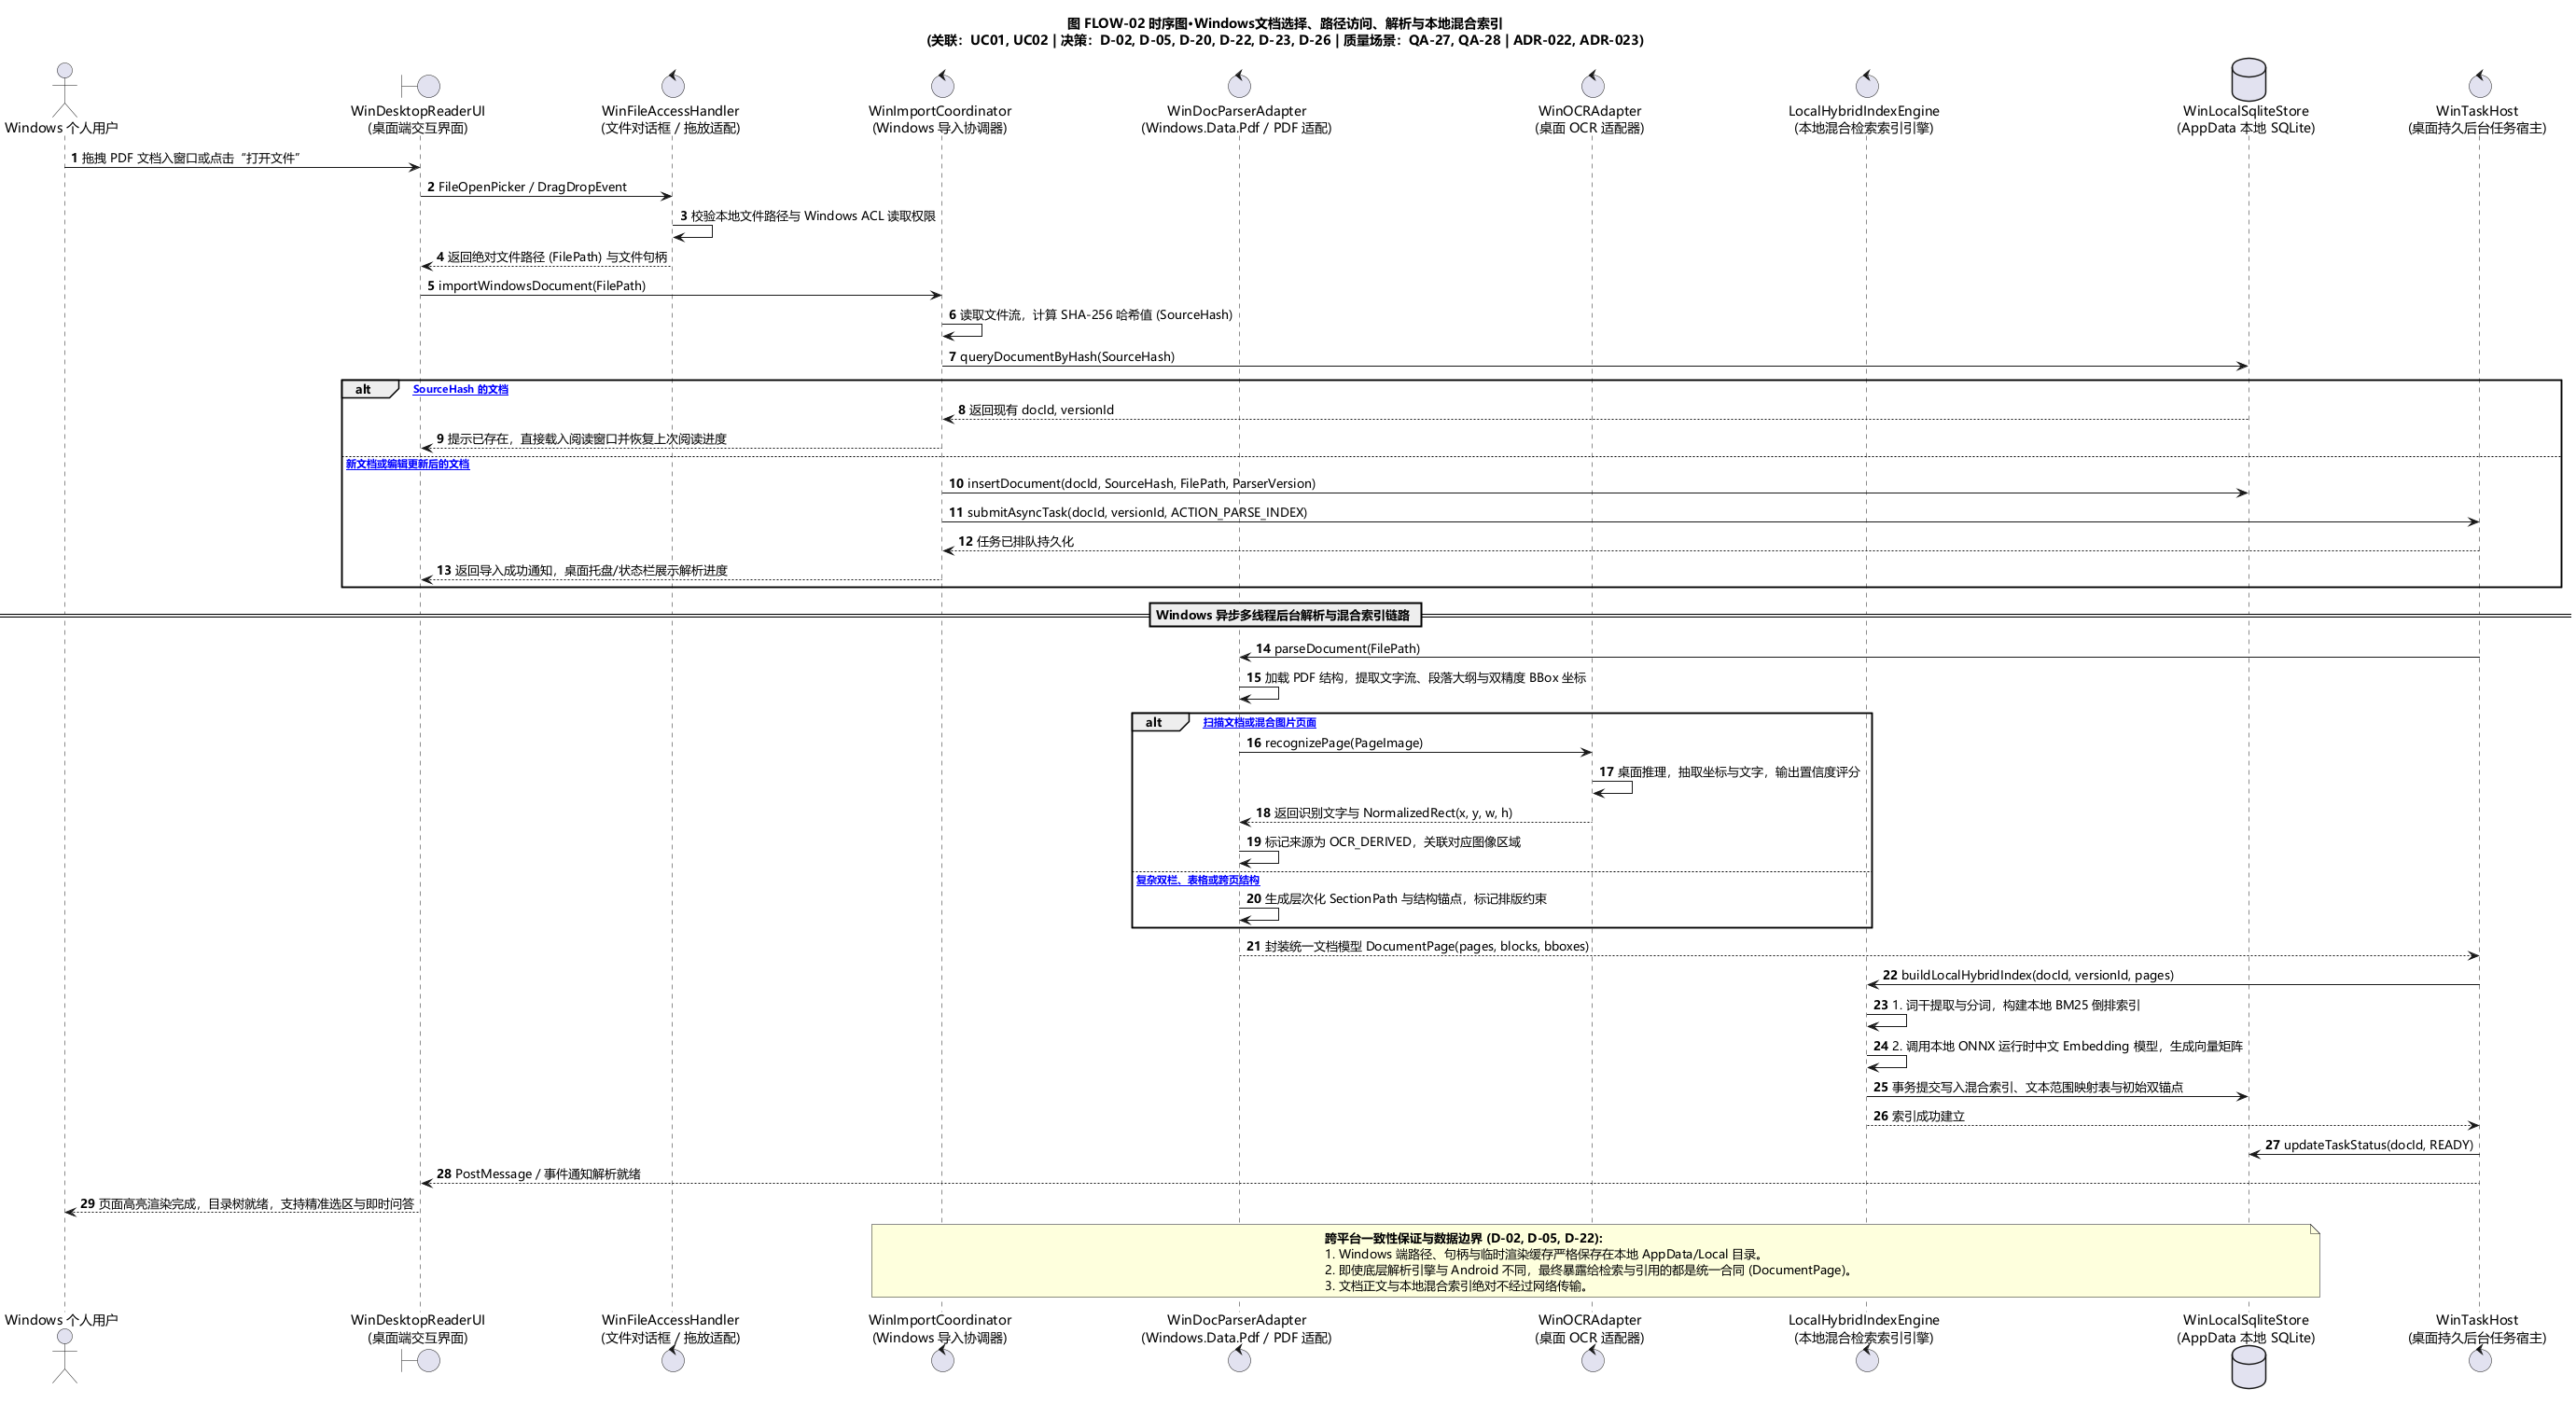 图 FLOW-02 时序图•Windows文档选择、路径访问、解析与本地混合索引
(关联：UC01, UC02 | 决策：D-02, D-05, D-20, D-22, D-23, D-26 | 质量场景：QA-27, QA-28 | ADR-022, ADR-023)
Windows 个人用户
WinDesktopReaderUI
(桌面端交互界面)
WinFileAccessHandler
(文件对话框 / 拖放适配)
WinImportCoordinator
(Windows 导入协调器)
WinDocParserAdapter
(Windows.Data.Pdf / PDF 适配)
WinOCRAdapter
(桌面 OCR 适配器)
LocalHybridIndexEngine
(本地混合检索索引引擎)
WinLocalSqliteStore
(AppData 本地 SQLite)
WinTaskHost
(桌面持久后台任务宿主)
1 拖拽 PDF 文档入窗口或点击 “打开文件”
2 FileOpenPicker / DragDropEvent
3 校验本地文件路径与 Windows ACL 读取权限
4 返回绝对文件路径 (FilePath) 与文件句柄
5 importWindowsDocument(FilePath)
6 读取文件流，计算 SHA-256 哈希值 (SourceHash)
7 queryDocumentByHash(SourceHash)
alt SourceHash 的文档
8 返回现有 docId, versionId
9 提示已存在，直接载入阅读窗口并恢复上次阅读进度
新文档或编辑更新后的文档
10 insertDocument(docId, SourceHash, FilePath, ParserVersion)
11 submitAsyncTask(docId, versionId, ACTION_PARSE_INDEX)
12 任务已排队持久化
13 返回导入成功通知，桌面托盘/状态栏展示解析进度
Windows 异步多线程后台解析与混合索引链路
14 parseDocument(FilePath)
15 加载 PDF 结构，提取文字流、段落大纲与双精度 BBox 坐标
alt 扫描文档或混合图片页面
16 recognizePage(PageImage)
17 桌面推理，抽取坐标与文字，输出置信度评分
18 返回识别文字与 NormalizedRect(x, y, w, h)
19 标记来源为 OCR_DERIVED，关联对应图像区域
复杂双栏、表格或跨页结构
20 生成层次化 SectionPath 与结构锚点，标记排版约束
21 封装统一文档模型 DocumentPage(pages, blocks, bboxes)
22 buildLocalHybridIndex(docId, versionId, pages)
23 1. 词干提取与分词，构建本地 BM25 倒排索引
24 2. 调用本地 ONNX 运行时中文 Embedding 模型，生成向量矩阵
25 事务提交写入混合索引、文本范围映射表与初始双锚点
26 索引成功建立
27 updateTaskStatus(docId, READY)
28 PostMessage / 事件通知解析就绪
29 页面高亮渲染完成，目录树就绪，支持精准选区与即时问答
跨平台一致性保证与数据边界 (D-02, D-05, D-22):
1. Windows 端路径、句柄与临时渲染缓存严格保存在本地 AppData/Local 目录。
2. 即使底层解析引擎与 Android 不同，最终暴露给检索与引用的都是统一合同 (DocumentPage)。
3. 文档正文与本地混合索引绝对不经过网络传输。
Windows 个人用户
WinDesktopReaderUI
(桌面端交互界面)
WinFileAccessHandler
(文件对话框 / 拖放适配)
WinImportCoordinator
(Windows 导入协调器)
WinDocParserAdapter
(Windows.Data.Pdf / PDF 适配)
WinOCRAdapter
(桌面 OCR 适配器)
LocalHybridIndexEngine
(本地混合检索索引引擎)
WinLocalSqliteStore
(AppData 本地 SQLite)
WinTaskHost
(桌面持久后台任务宿主)